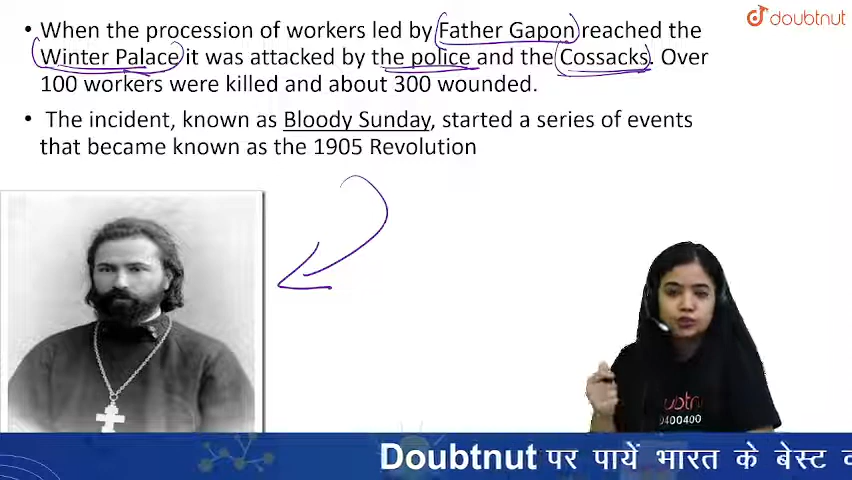 • When the procession of workers led by Father Gapon reached the
Winter Palace it was attacked by the police and the Cossacks. Over
100 workers were killed and about 300 wounded.
• The incident, known as Bloody Sunday, started a series of events
that became known as the 1905 Revolution
doubtnut
ubtnu
0400400
Doubtnut पर पायें भारत के बेस्ट